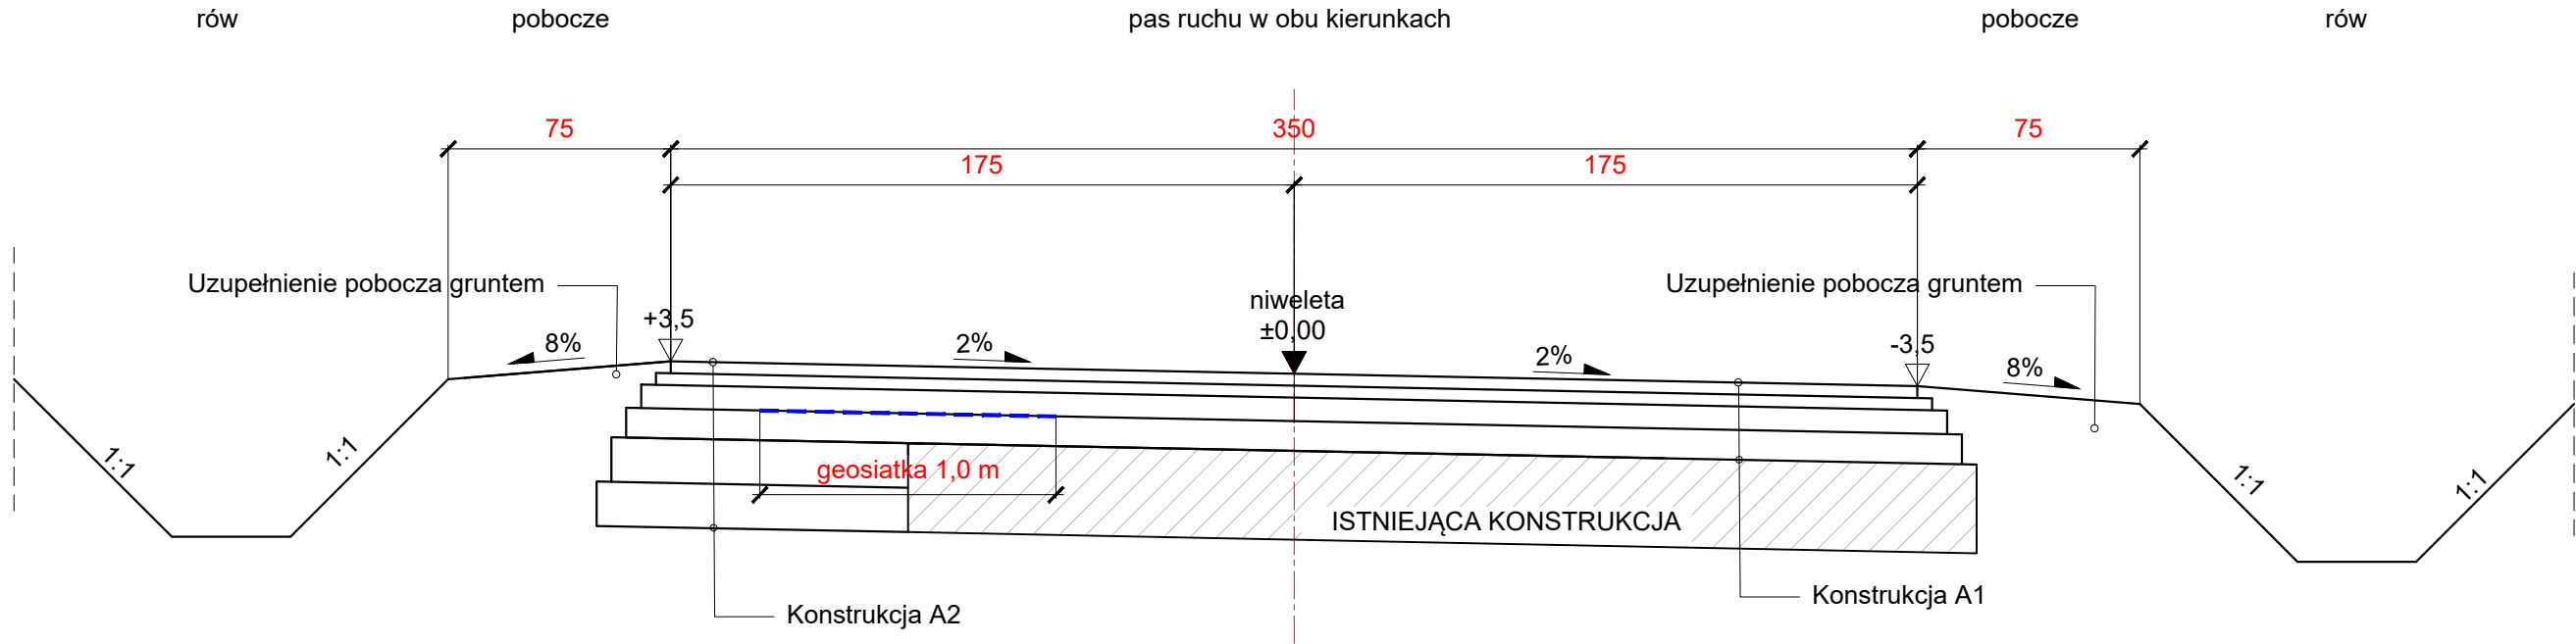 rów
pobocze
pas ruchu w obu kierunkach
pobocze
rów
75
350
75
175
175
Uzupełnienie pobocza gruntem
Uzupełnienie pobocza gruntem
niweleta
±0,00
+3,5
-3,5
8%
2%
2%
8%
1:1
1:1
1:1
1:1
geosiatka 1,0 m
ISTNIEJĄCA KONSTRUKCJA
Konstrukcja A2
Konstrukcja A1